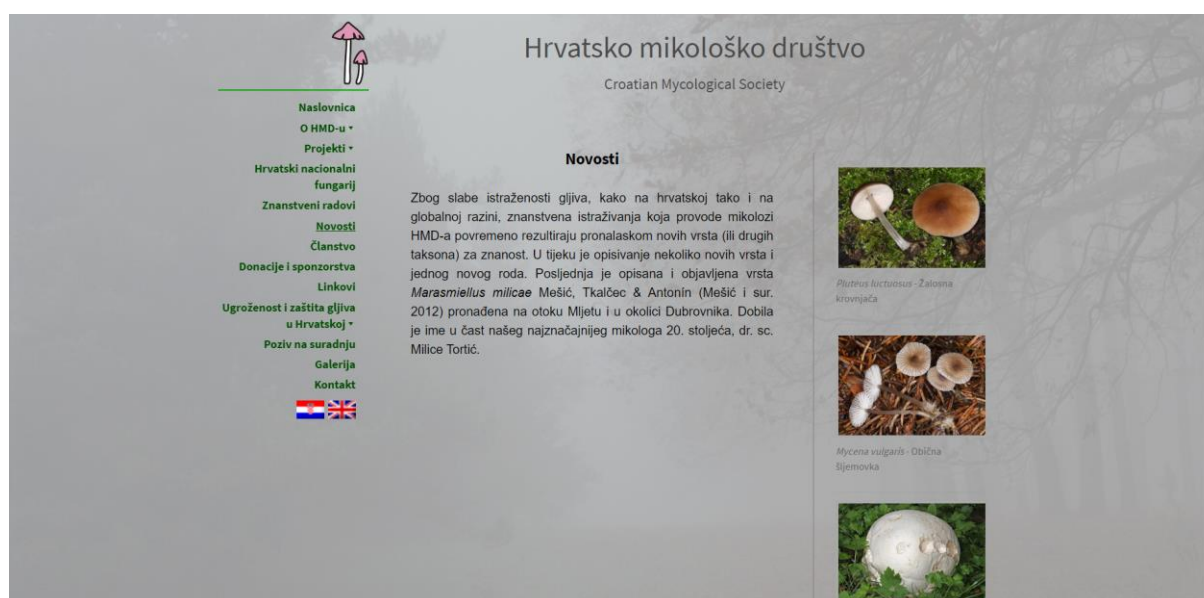 Hrvatsko mikološko društvo
Croatian Mycological Society
Naslovnica
O HMD-u
Projekti
Hrvatski nacionalni
fungarij
Znanstveni radovi
Novosti
Članstvo
Donacije i sponzorstva
Linkovi
Ugroženost i zaštita gljiva
u Hrvatskoj
Poziv na suradnju
Galerija
Kontakt
Novosti
Zbog slabe istraženosti gljiva, kako na hrvatskoj tako i na
globalnoj razini, znanstvena istraživanja koja provode mikolozi
HMD-a povremeno rezultiraju pronalaskom novih vrsta (ili drugih
taksona) za znanost. U tijeku je opisivanje nekoliko novih vrsta i
jednog novog roda. Posljednja je opisana i objavljena vrsta
Marasmiellus milicae Mešić, Tkalčec & Antonín (Mešić i sur.
2012) pronađena na otoku Mljetu i u okolici Dubrovnika. Dobila
je ime u čast našeg najznačajnijeg mikologa 20. stoljeća, dr. sc.
Milice Tortić.
Pluteus luctuosus - Žalosna
krovnjača
Mycena vulgaris - Obična
šljemovka